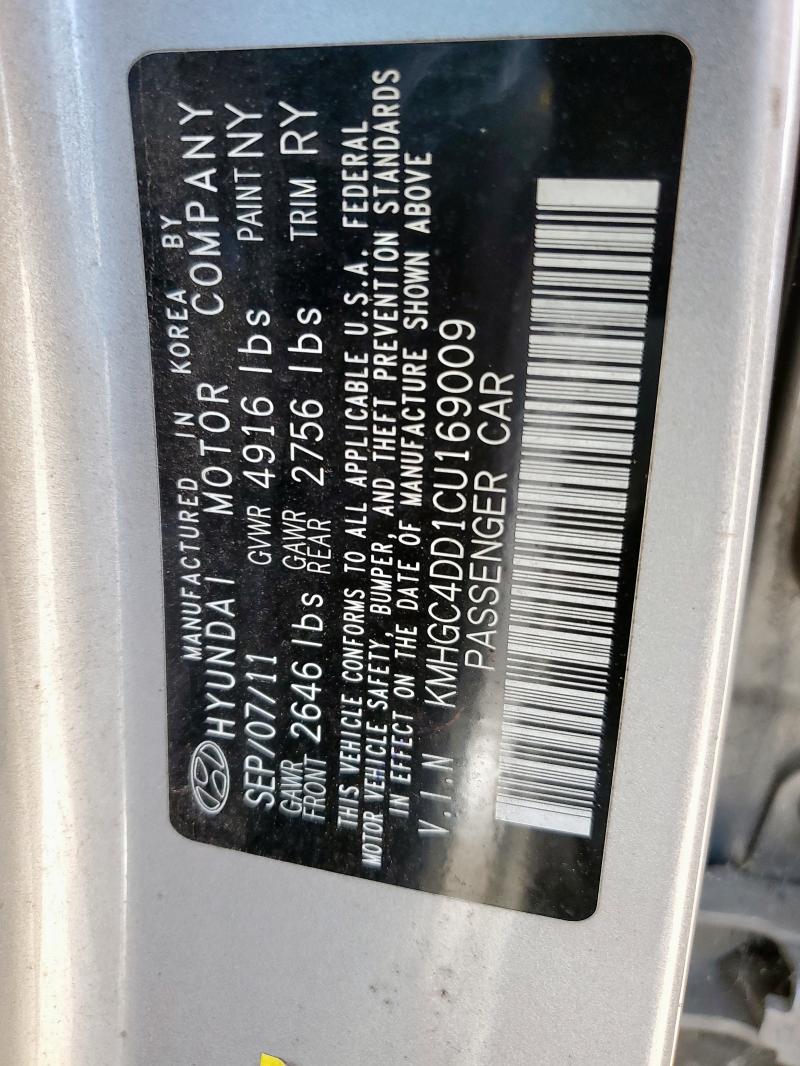 MANUFACTURED IN KOREA BY
HYUNDAI MOTOR COMPANY
SEP/07/11 GVWR 4916 lbs PAINT NY
GAWR FRONT 2646 lbs GAWR REAR 2756 lbs TRIM RY
THIS VEHICLE CONFORMS TO ALL APPLICABLE U.S.A. FEDERAL
MOTOR VEHICLE SAFETY, BUMPER, AND THEFT PREVENTION STANDARDS
IN EFFECT ON THE DATE OF MANUFACTURE SHOWN ABOVE
V.I.N KMHGC4DD1CU169009
PASSENGER CAR